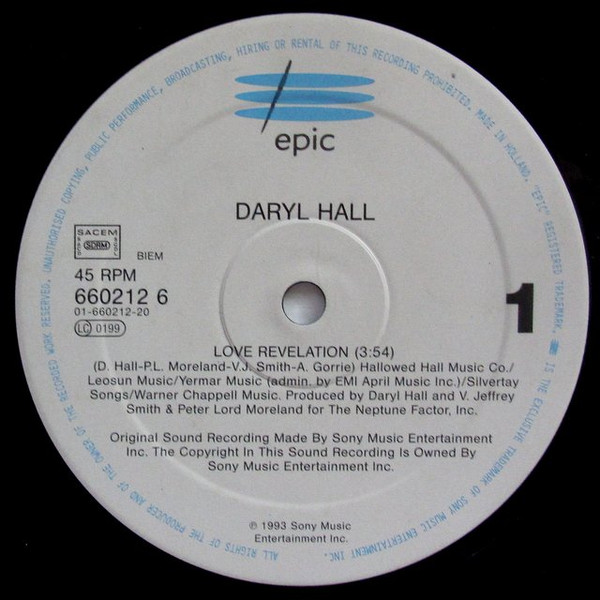 ALL RIGHTS OF THE PRODUCER AND OF THE OWNER OF THE RECORDED WORK RESERVED. UNAUTHORISED COPYING, PUBLIC PERFORMANCE, BROADCASTING, HIRING OR RENTAL OF THIS RECORDING PROHIBITED. MADE IN HOLLAND. "EPIC" REGISTERED TRADEMARK. IS THE EXCLUSIVE TRADEMARK OF SONY MUSIC ENTERTAINMENT INC.
epic
DARYL HALL
SACEM
SDRM
BIEM
45 RPM
660212 6
01-660212-20
LC 0199
1
LOVE REVELATION (3:54)
(D. Hall-P.L. Moreland-V.J. Smith-A. Gorrie) Hallowed Hall Music Co./
Leosun Music/Yermar Music (admin. by EMI April Music Inc.)/Silvertay
Songs/Warner Chappell Music. Produced by Daryl Hall and V. Jeffrey
Smith & Peter Lord Moreland for The Neptune Factor, Inc.
Original Sound Recording Made By Sony Music Entertainment
Inc. The Copyright In This Sound Recording Is Owned By
Sony Music Entertainment Inc.
℗ 1993 Sony Music
Entertainment Inc.